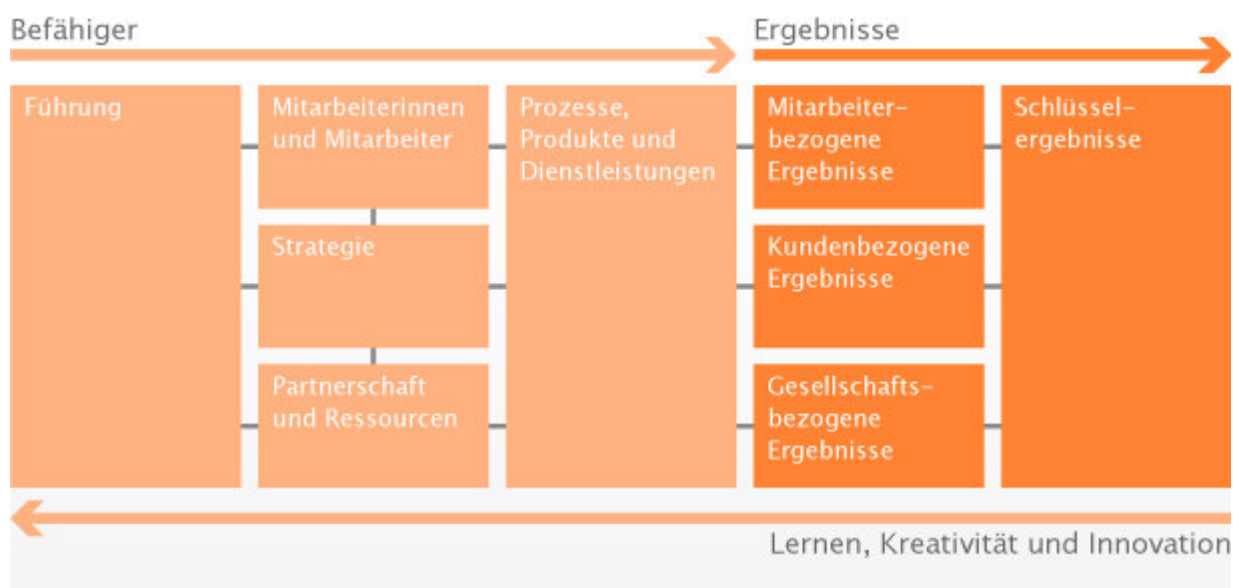 Befähiger
Ergebnisse
Führung
Mitarbeiterinnen
und Mitarbeiter
Strategie
Partnerschaft
und Ressourcen
Prozesse,
Produkte und
Dienstleistungen
Mitarbeiter-
bezogene
Ergebnisse
Kundenbezogene
Ergebnisse
Gesellschafts-
bezogene
Ergebnisse
Schlüssel-
ergebnisse
Lernen, Kreativität und Innovation